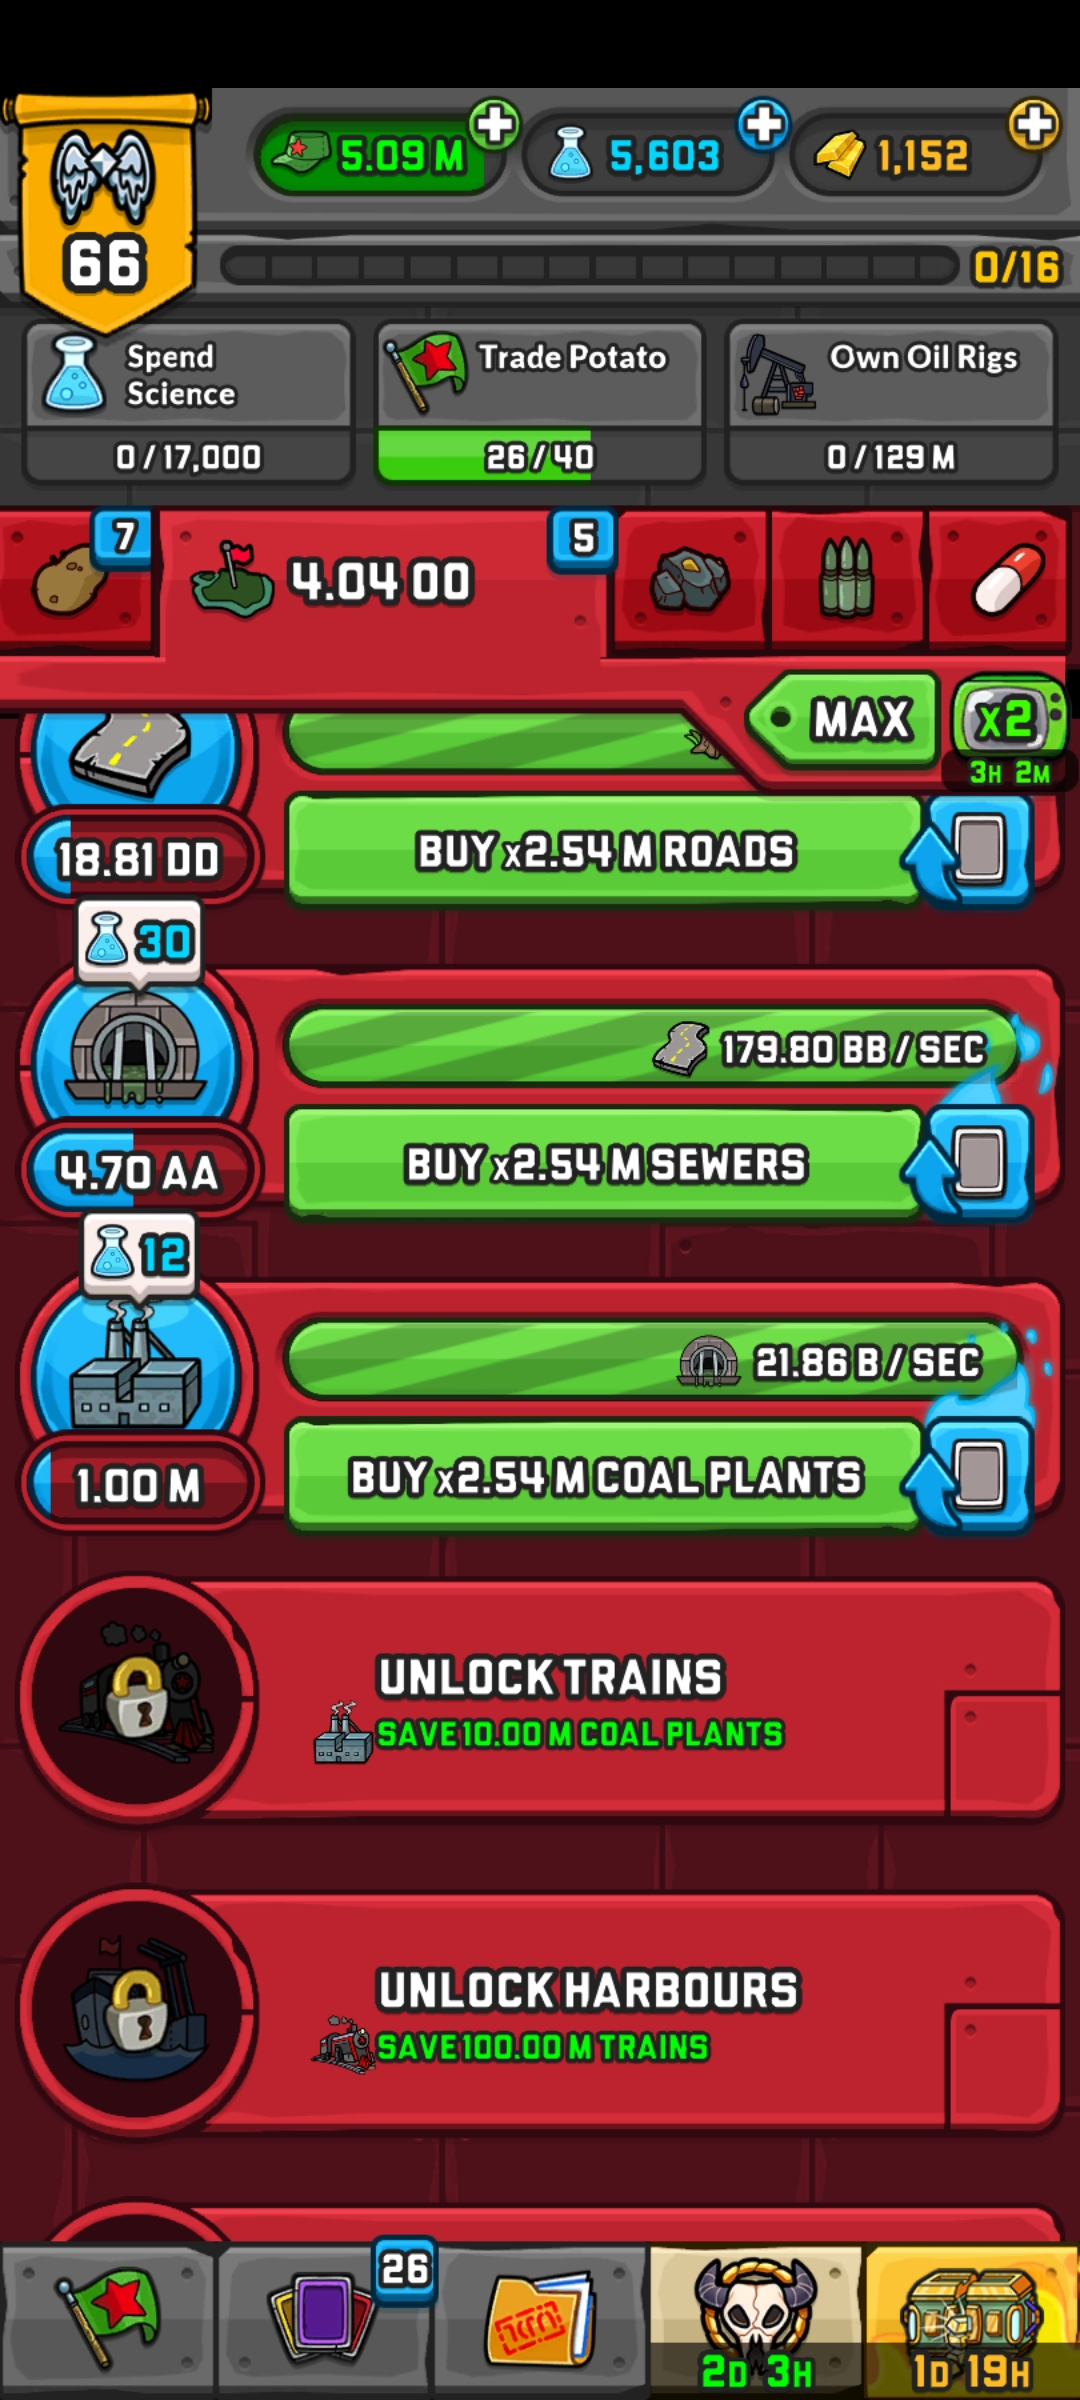 5.09 M
5,603
1,152
66
0/16
Spend
Science
0 / 17,000
Trade Potato
26 / 40
Own Oil Rigs
0 / 129 M
7
4.04 OO
5
MAX
X2
3H 2M
18.81 DD
BUY x2.54 M ROADS
30
179.80 BB / SEC
4.70 AA
BUY x2.54 M SEWERS
12
21.86 B / SEC
1.00 M
BUY x2.54 M COAL PLANTS
UNLOCK TRAINS
SAVE 10.00 M COAL PLANTS
UNLOCK HARBOURS
SAVE 100.00 M TRAINS
26
2D 3H
1D 19H